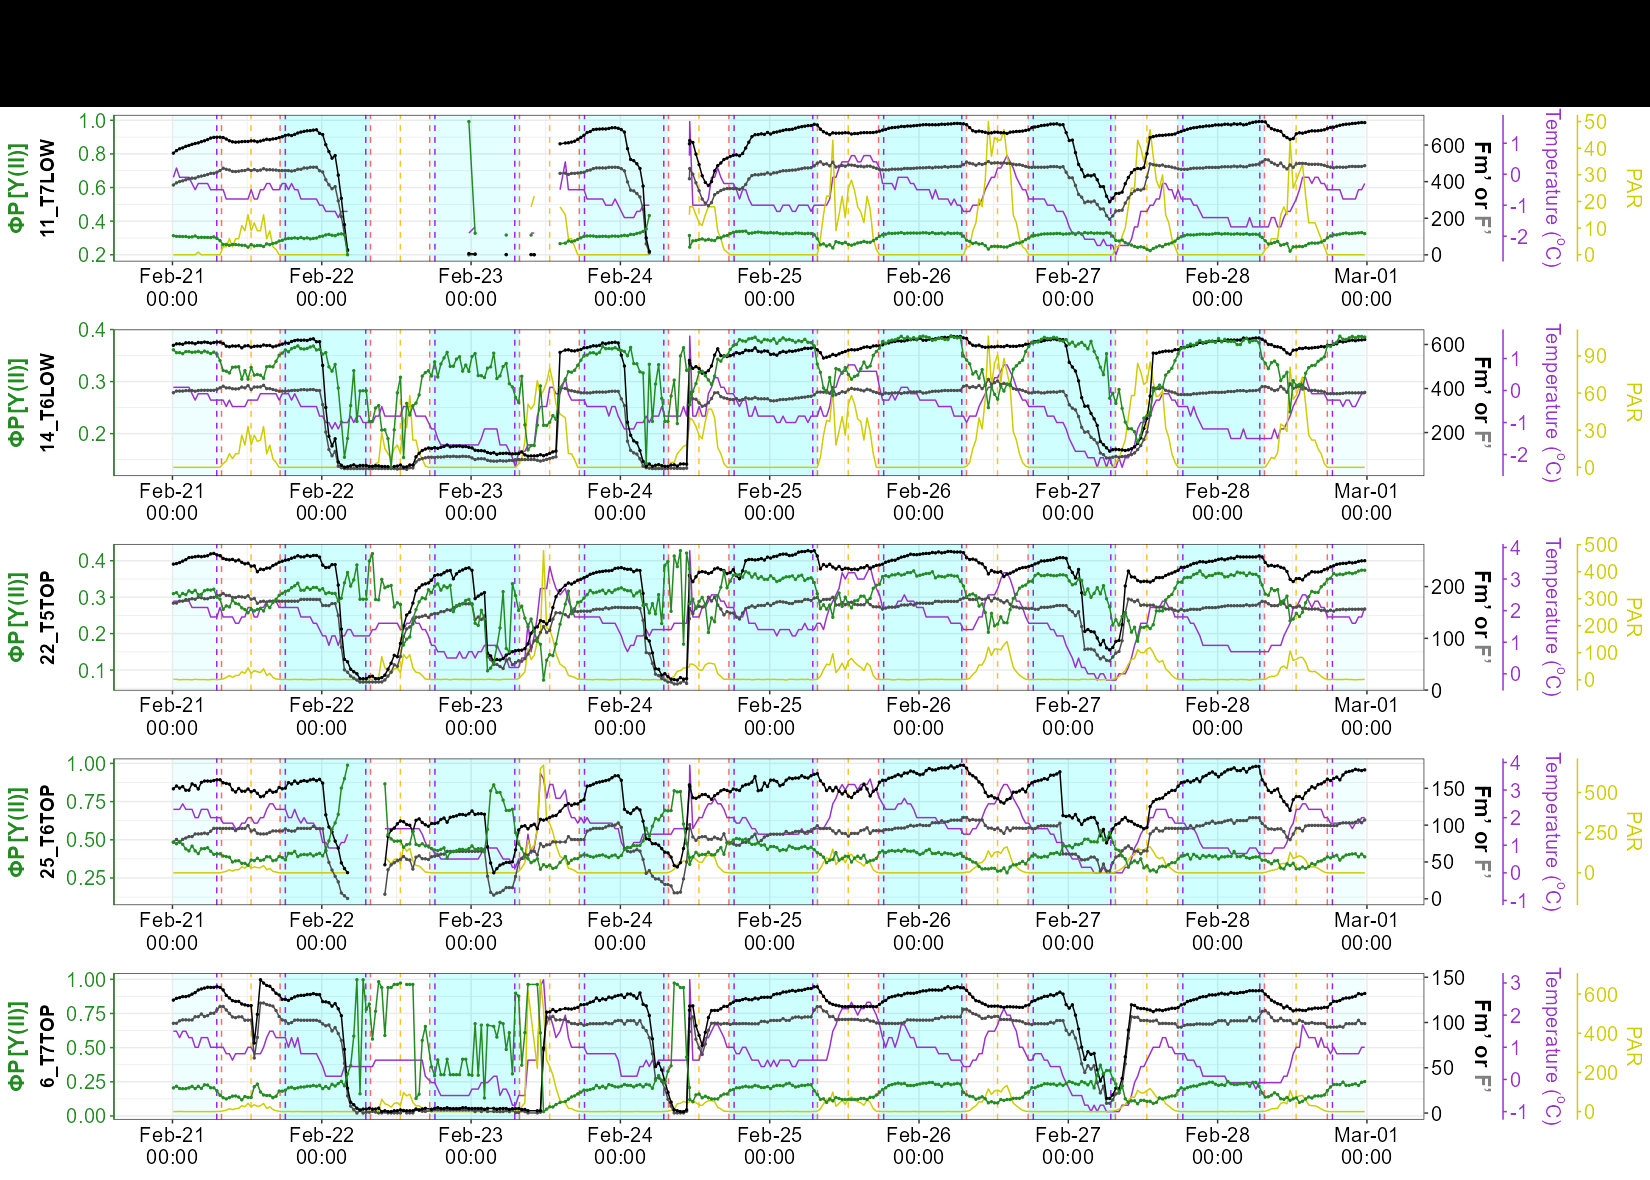 ΦP[Y(II)]
11_T7LOW
1.0
0.8
0.6
0.4
0.2
600
400
200
0
Fm' or F'
1
0
-1
-2
Temperature (°C)
50
40
30
20
10
0
PAR
Feb-21 Feb-22 Feb-23 Feb-24 Feb-25 Feb-26 Feb-27 Feb-28 Mar-01
00:00 00:00 00:00 00:00 00:00 00:00 00:00 00:00 00:00
ΦP[Y(II)]
14_T6LOW
0.4
0.3
0.2
600
400
200
Fm' or F'
1
0
-1
-2
Temperature (°C)
90
60
30
0
PAR
Feb-21 Feb-22 Feb-23 Feb-24 Feb-25 Feb-26 Feb-27 Feb-28 Mar-01
00:00 00:00 00:00 00:00 00:00 00:00 00:00 00:00 00:00
ΦP[Y(II)]
22_T5TOP
0.4
0.3
0.2
0.1
200
100
0
Fm' or F'
4
3
2
1
0
Temperature (°C)
500
400
300
200
100
0
PAR
Feb-21 Feb-22 Feb-23 Feb-24 Feb-25 Feb-26 Feb-27 Feb-28 Mar-01
00:00 00:00 00:00 00:00 00:00 00:00 00:00 00:00 00:00
ΦP[Y(II)]
25_T6TOP
1.00
0.75
0.50
0.25
150
100
50
0
Fm' or F'
4
3
2
1
0
-1
Temperature (°C)
500
250
0
PAR
Feb-21 Feb-22 Feb-23 Feb-24 Feb-25 Feb-26 Feb-27 Feb-28 Mar-01
00:00 00:00 00:00 00:00 00:00 00:00 00:00 00:00 00:00
ΦP[Y(II)]
6_T7TOP
1.00
0.75
0.50
0.25
0.00
150
100
50
0
Fm' or F'
3
2
1
0
-1
Temperature (°C)
600
400
200
0
PAR
Feb-21 Feb-22 Feb-23 Feb-24 Feb-25 Feb-26 Feb-27 Feb-28 Mar-01
00:00 00:00 00:00 00:00 00:00 00:00 00:00 00:00 00:00